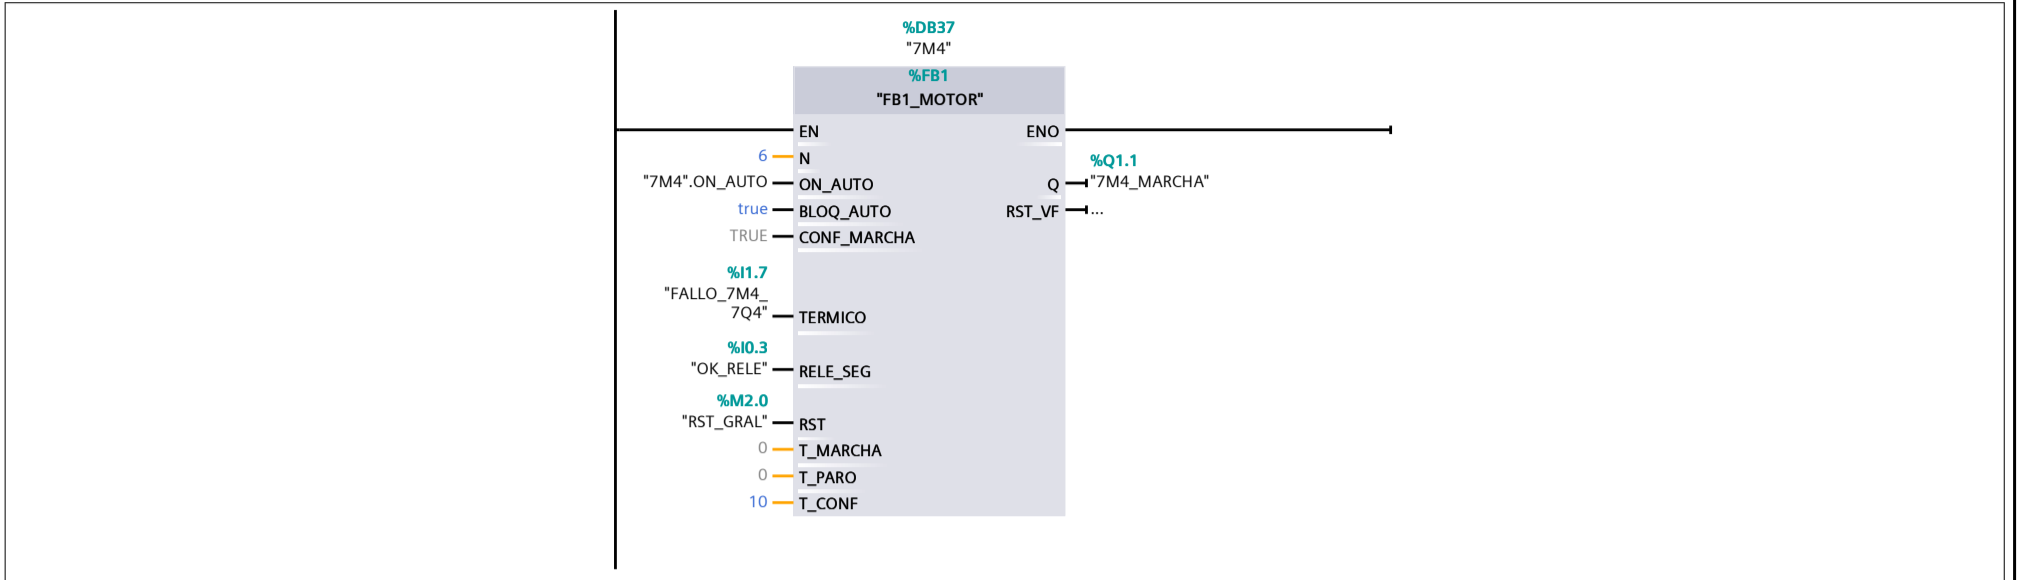 %DB37
"7M4"
%FB1
"FB1_MOTOR"
EN ENO
6 N
%Q1.1
"7M4".ON_AUTO ON_AUTO Q "7M4_MARCHA"
true BLOQ_AUTO RST_VF ...
TRUE CONF_MARCHA
%I1.7
"FALLO_7M4_
7Q4" TERMICO
%I0.3
"OK_RELE" RELE_SEG
%M2.0
"RST_GRAL" RST
0 T_MARCHA
0 T_PARO
10 T_CONF